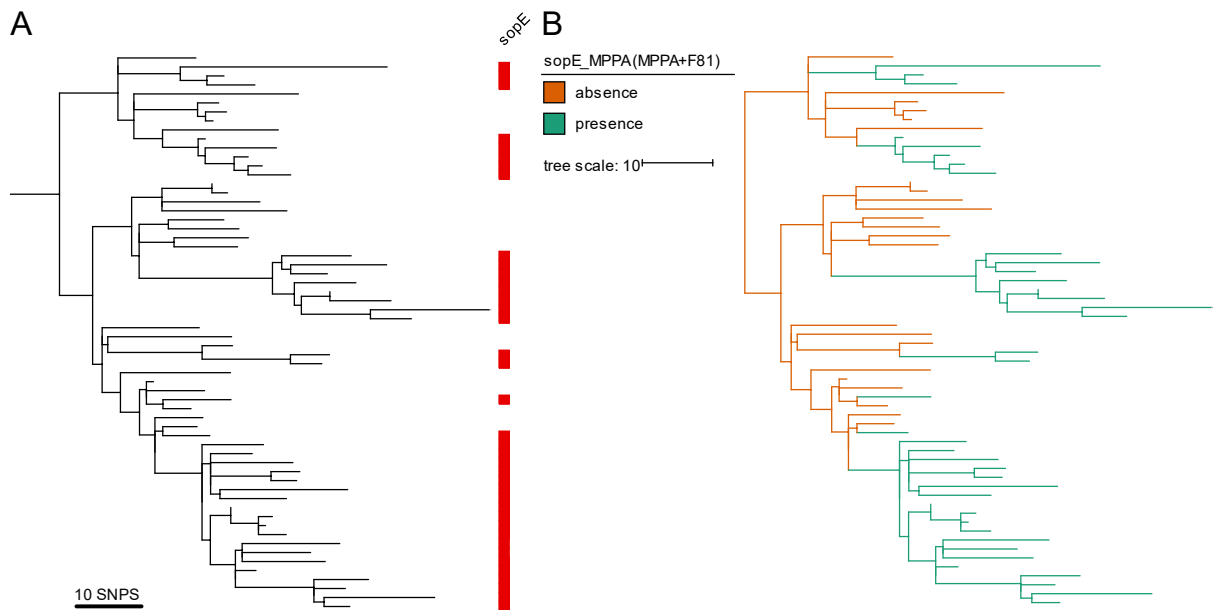 A
sopE
B
sopE_MPPA(MPPA+F81)
absence
presence
tree scale: 10
10 SNPS